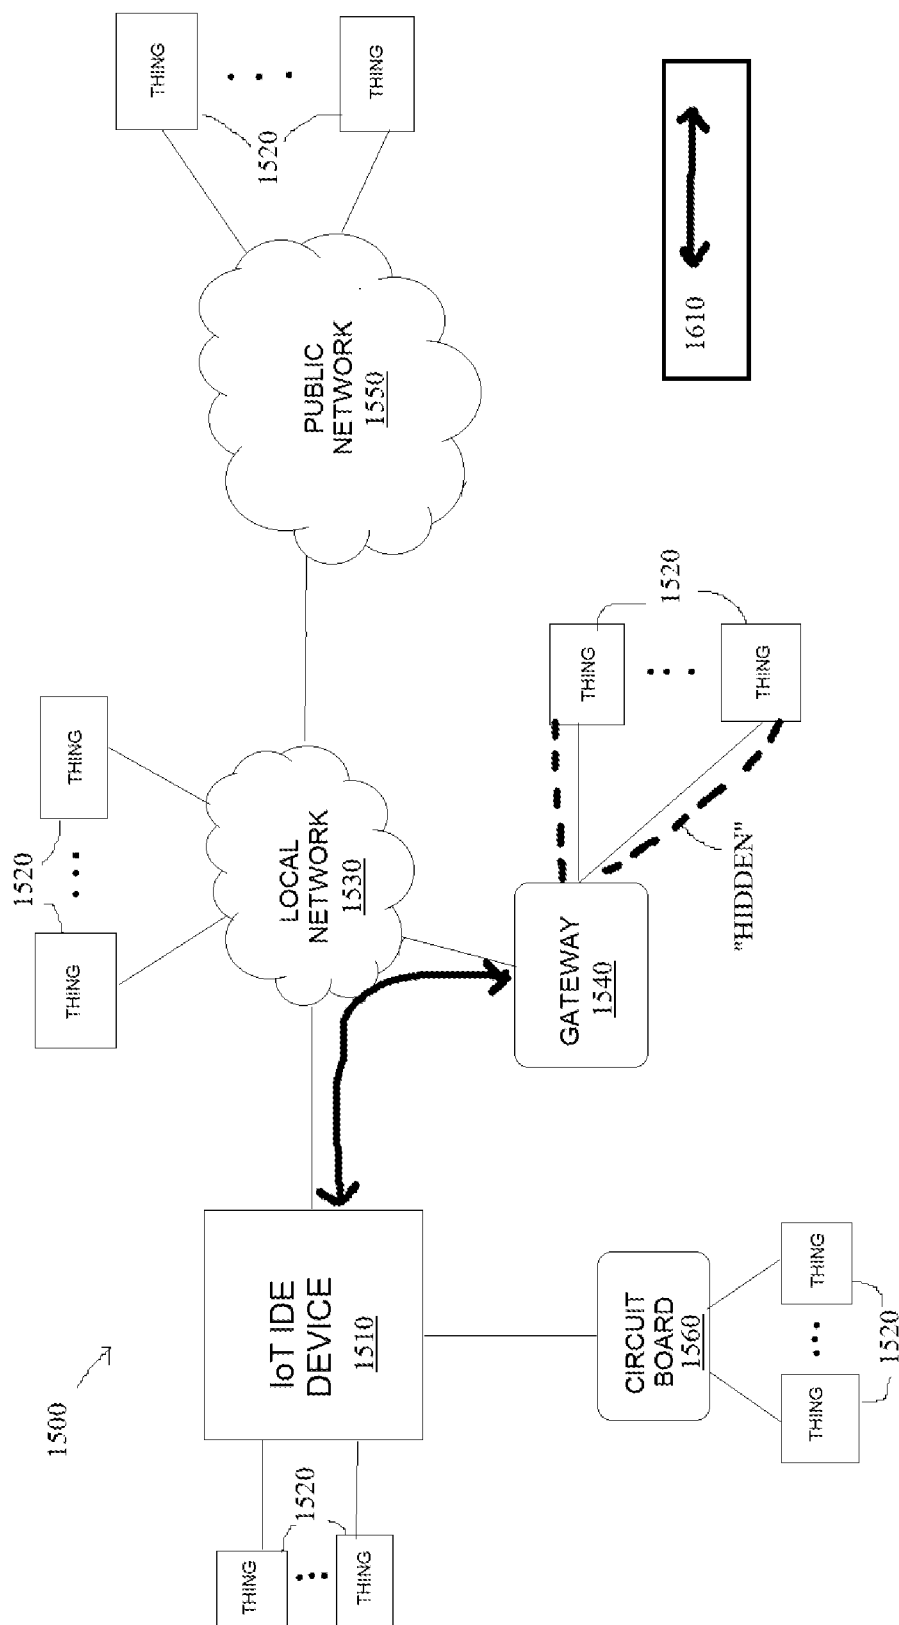 1500
1520
THING
THING
THING
1520
THING
THING
1520
THING
IoT IDE
DEVICE
1510
LOCAL
NETWORK
1530
PUBLIC
NETWORK
1550
GATEWAY
1540
THING
1520
THING
"HIDDEN"
1610
CIRCUIT
BOARD
1560
THING
THING
1520